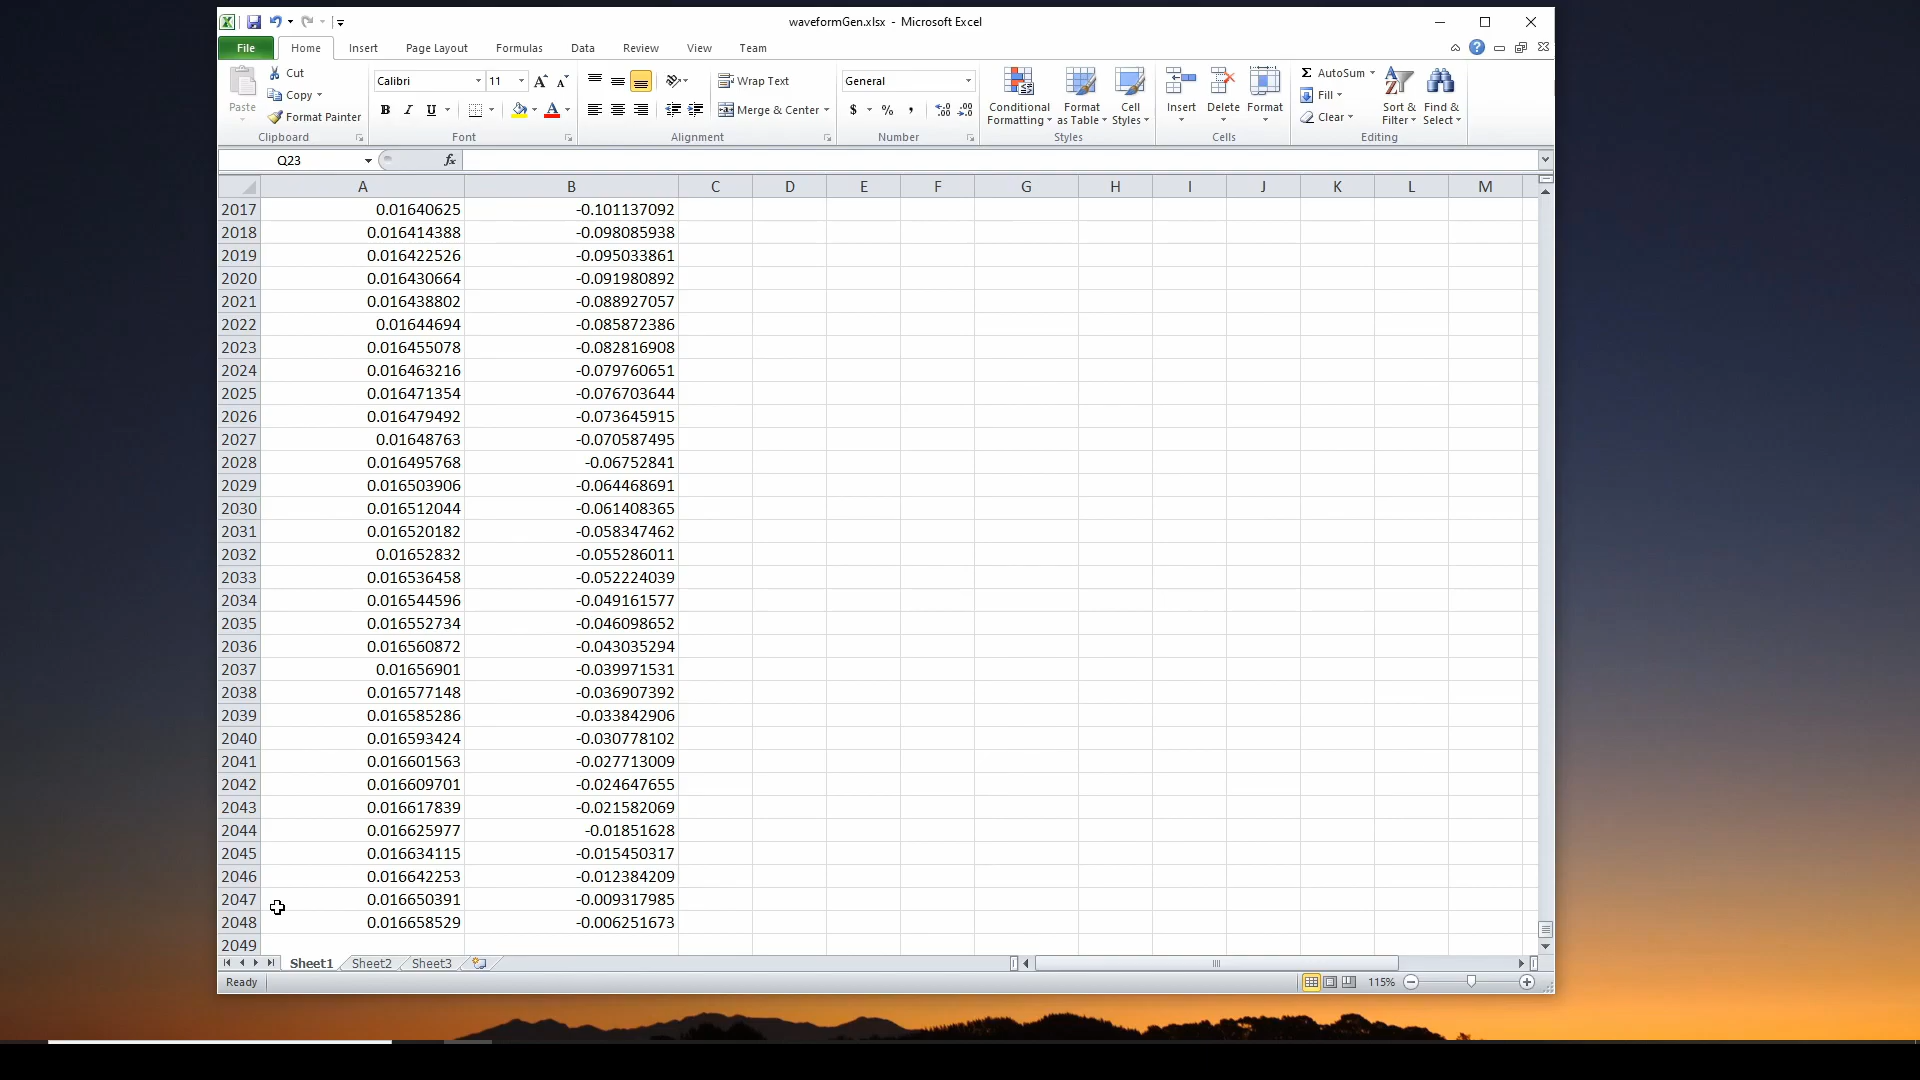 waveformGen.xlsx - Microsoft Excel
File Home Insert Page Layout Formulas Data Review View Team
Paste Cut Copy Format Painter Clipboard
Calibri 11 B I U A Font
Wrap Text Merge & Center Alignment
General $ % , Number
Conditional Formatting Format as Table Cell Styles Styles
Insert Delete Format Cells
Σ AutoSum Fill Clear Sort & Filter Find & Select Editing
Q23 fx
A B C D E F G H I J K L M
2017 0.01640625 -0.101137092
2018 0.016414388 -0.098085938
2019 0.016422526 -0.095033861
2020 0.016430664 -0.091980892
2021 0.016438802 -0.088927057
2022 0.01644694 -0.085872386
2023 0.016455078 -0.082816908
2024 0.016463216 -0.079760651
2025 0.016471354 -0.076703644
2026 0.016479492 -0.073645915
2027 0.01648763 -0.070587495
2028 0.016495768 -0.06752841
2029 0.016503906 -0.064468691
2030 0.016512044 -0.061408365
2031 0.016520182 -0.058347462
2032 0.01652832 -0.055286011
2033 0.016536458 -0.052224039
2034 0.016544596 -0.049161577
2035 0.016552734 -0.046098652
2036 0.016560872 -0.043035294
2037 0.01656901 -0.039971531
2038 0.016577148 -0.036907392
2039 0.016585286 -0.033842906
2040 0.016593424 -0.030778102
2041 0.016601563 -0.027713009
2042 0.016609701 -0.024647655
2043 0.016617839 -0.021582069
2044 0.016625977 -0.01851628
2045 0.016634115 -0.015450317
2046 0.016642253 -0.012384209
2047 0.016650391 -0.009317985
2048 0.016658529 -0.006251673
2049
Sheet1 Sheet2 Sheet3
Ready 115%